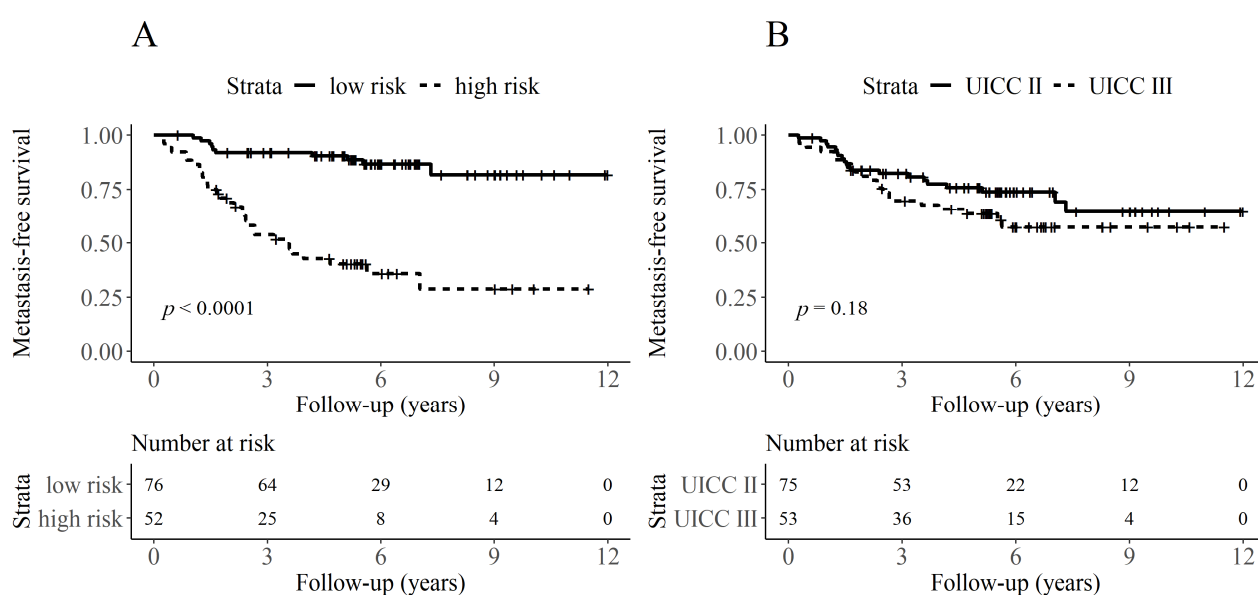 A
Strata low risk high risk
Metastasis-free survival
1.00
0.75
0.50
0.25
0.00
p < 0.0001
0 3 6 9 12
Follow-up (years)
Number at risk
Strata
low risk 76 64 29 12 0
high risk 52 25 8 4 0
0 3 6 9 12
Follow-up (years)
B
Strata UICC II UICC III
Metastasis-free survival
1.00
0.75
0.50
0.25
0.00
p = 0.18
0 3 6 9 12
Follow-up (years)
Number at risk
Strata
UICC II 75 53 22 12 0
UICC III 53 36 15 4 0
0 3 6 9 12
Follow-up (years)